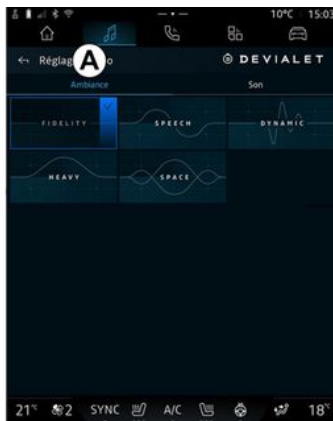 10°C 15:03
← Réglag A o DEVIALET
Ambiance Son
FIDELITY SPEECH DYNAMIC
HEAVY SPACE
21°C 2 SYNC A/C 18°